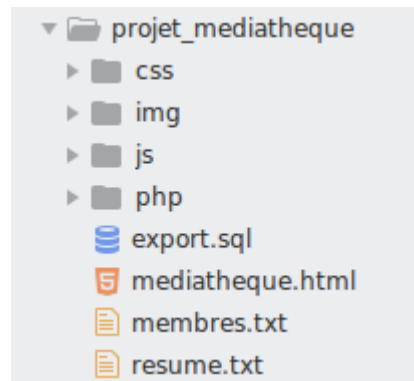 projet_mediatheque
css
img
js
php
export.sql
mediatheque.html
membres.txt
resume.txt